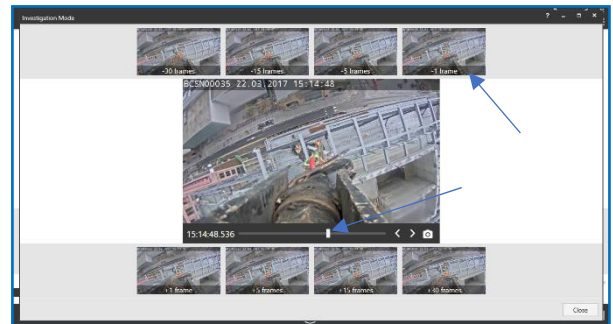 Investigation Mode
?
-30 frames
-15 frames
-5 frames
-1 frame
BCSN00035 22.03\2017 15:14:48
15:14:48.536
+1 frame
+5 frames
+15 frames
+30 frames
Close